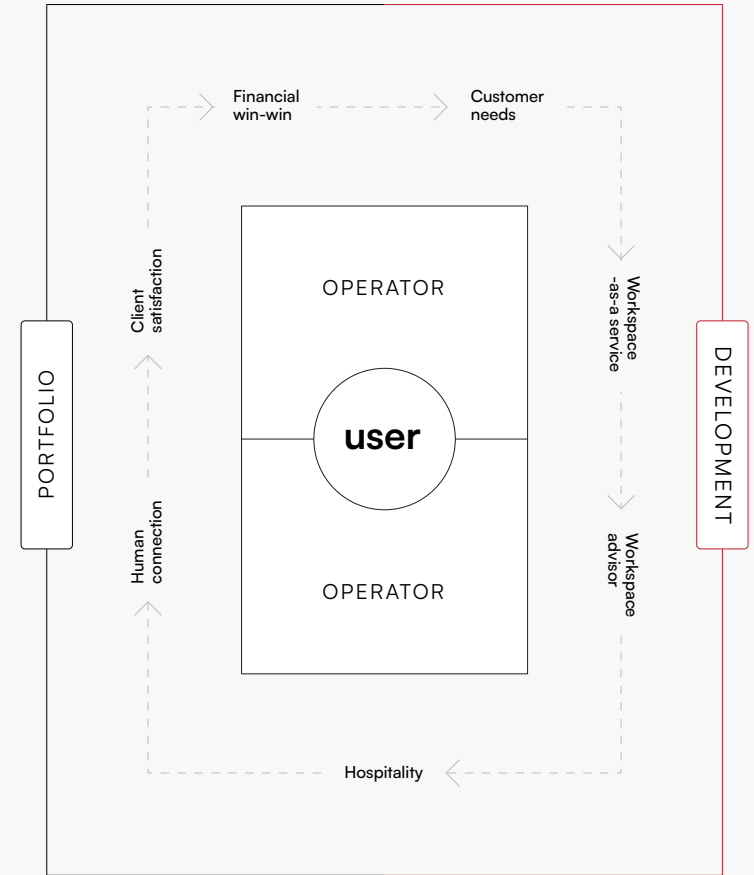 Financial
win-win
Customer
needs
Client
satisfaction
OPERATOR
Workspace
-as-a service
PORTFOLIO
user
DEVELOPMENT
Human
connection
OPERATOR
Workspace
advisor
Hospitality